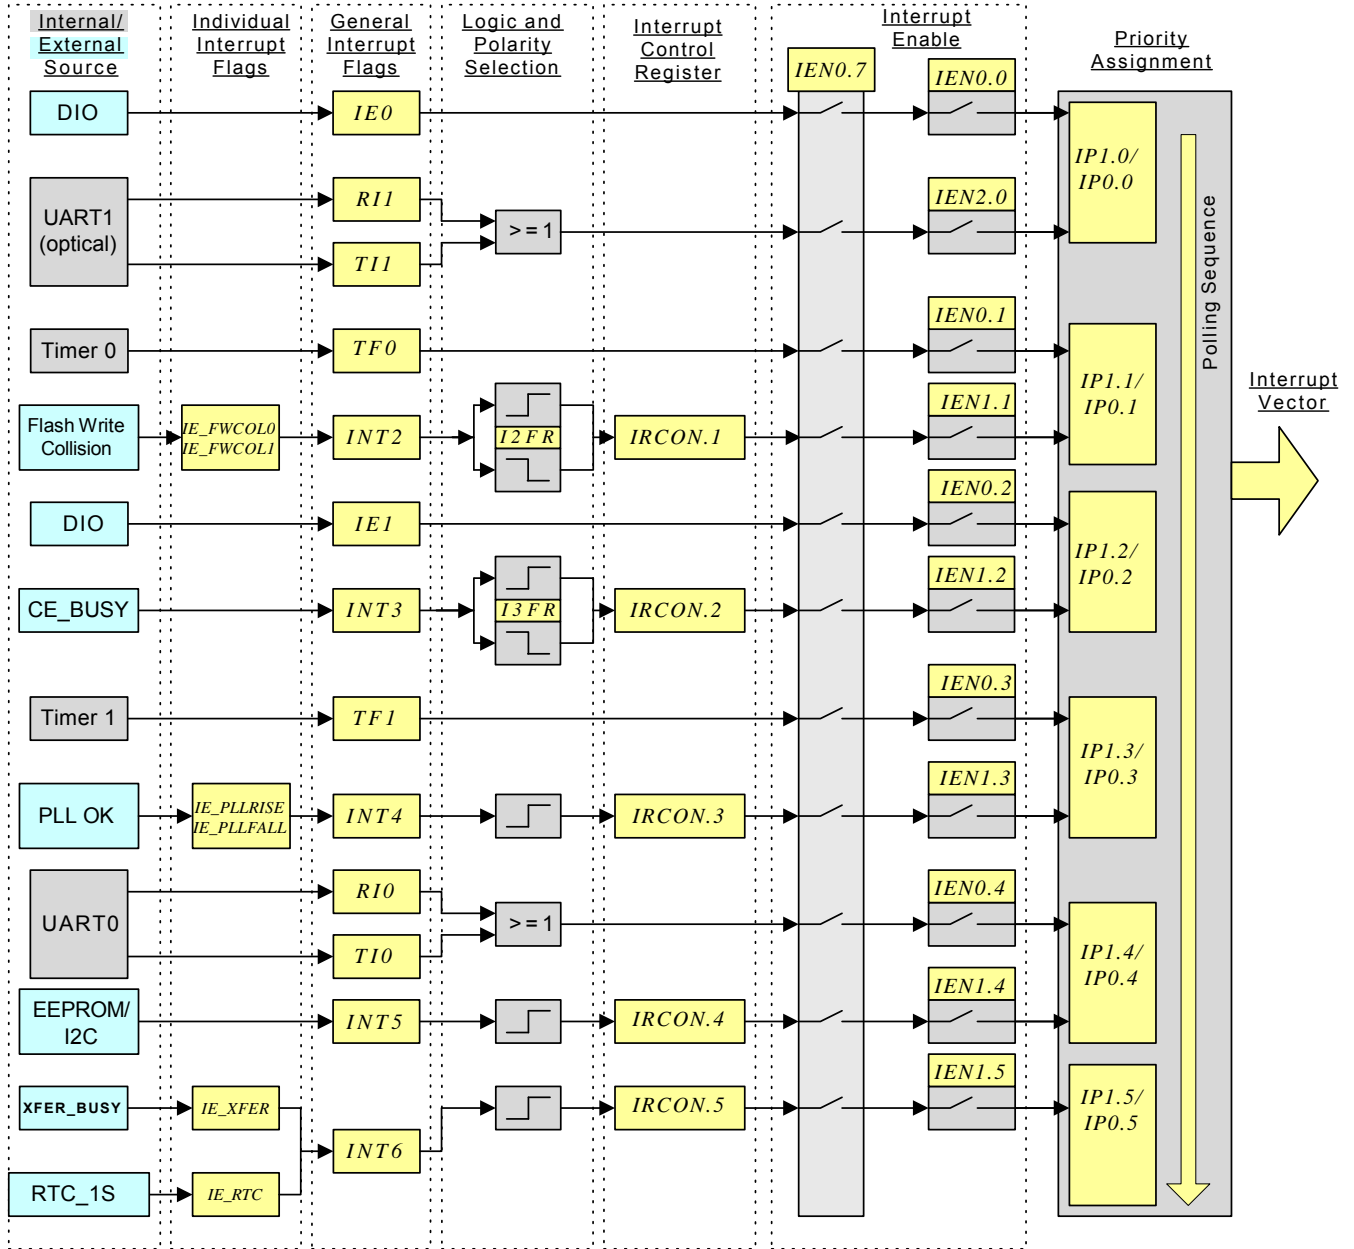 Internal/
External
Source
Individual
Interrupt
Flags
General
Interrupt
Flags
Logic and
Polarity
Selection
Interrupt
Control
Register
Interrupt
Enable
Priority
Assignment
IEN0.7
IEN0.0
DIO
IE0
IP1.0/
IP0.0
UART1
(optical)
RI1
TI1
>=1
IEN2.0
Polling Sequence
Timer 0
TF0
IEN0.1
IP1.1/
IP0.1
Flash Write
Collision
IE_FWCOL0
IE_FWCOL1
INT2
I2FR
IRCON.1
IEN1.1
Interrupt
Vector
DIO
IE1
IEN0.2
IP1.2/
IP0.2
CE_BUSY
INT3
I3FR
IRCON.2
IEN1.2
Timer 1
TF1
IEN0.3
IP1.3/
IP0.3
PLL OK
IE_PLLRISE
IE_PLLFALL
INT4
IRCON.3
IEN1.3
UART0
RI0
TI0
>=1
IEN0.4
IP1.4/
IP0.4
EEPROM/
I2C
INT5
IRCON.4
IEN1.4
XFER_BUSY
IE_XFER
INT6
IRCON.5
IEN1.5
IP1.5/
IP0.5
RTC_1S
IE_RTC